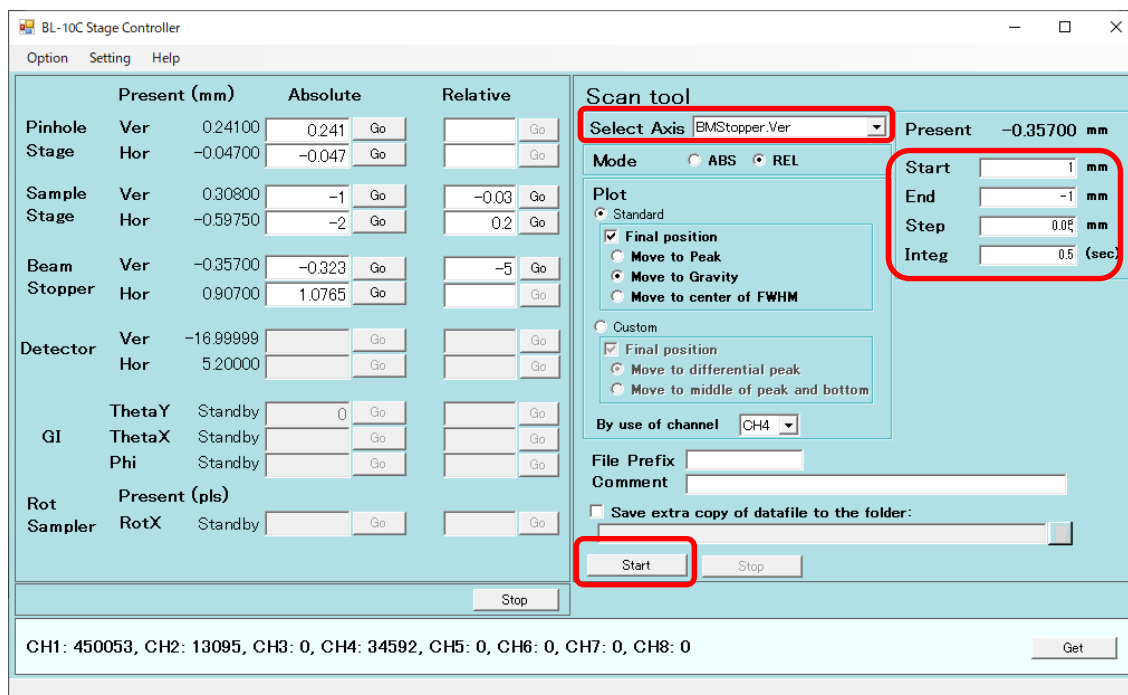 BL-10C Stage Controller
Option Setting Help
Present (mm) Absolute Relative
Pinhole Stage
Ver 0.24100 0.241 Go Go
Hor -0.04700 -0.047 Go Go
Sample Stage
Ver 0.30800 -1 Go -0.03 Go
Hor -0.59750 -2 Go 0.2 Go
Beam Stopper
Ver -0.35700 -0.323 Go -5 Go
Hor 0.90700 1.0765 Go Go
Detector
Ver -16.99999 Go Go
Hor 5.20000 Go Go
GI
ThetaY Standby 0 Go Go
ThetaX Standby Go Go
Phi Standby Go Go
Rot Sampler
Present (pls)
RotX Standby Go Go
Stop
Scan tool
Select Axis BMStopper.Ver
Mode ABS REL
Plot
Standard
Final position
Move to Peak
Move to Gravity
Move to center of FWHM
Custom
Final position
Move to differential peak
Move to middle of peak and bottom
By use of channel CH4
File Prefix
Comment
Save extra copy of datafile to the folder:
Start Stop
Present -0.35700 mm
Start 1 mm
End -1 mm
Step 0.05 mm
Integ 0.5 (sec)
CH1: 450053, CH2: 13095, CH3: 0, CH4: 34592, CH5: 0, CH6: 0, CH7: 0, CH8: 0
Get